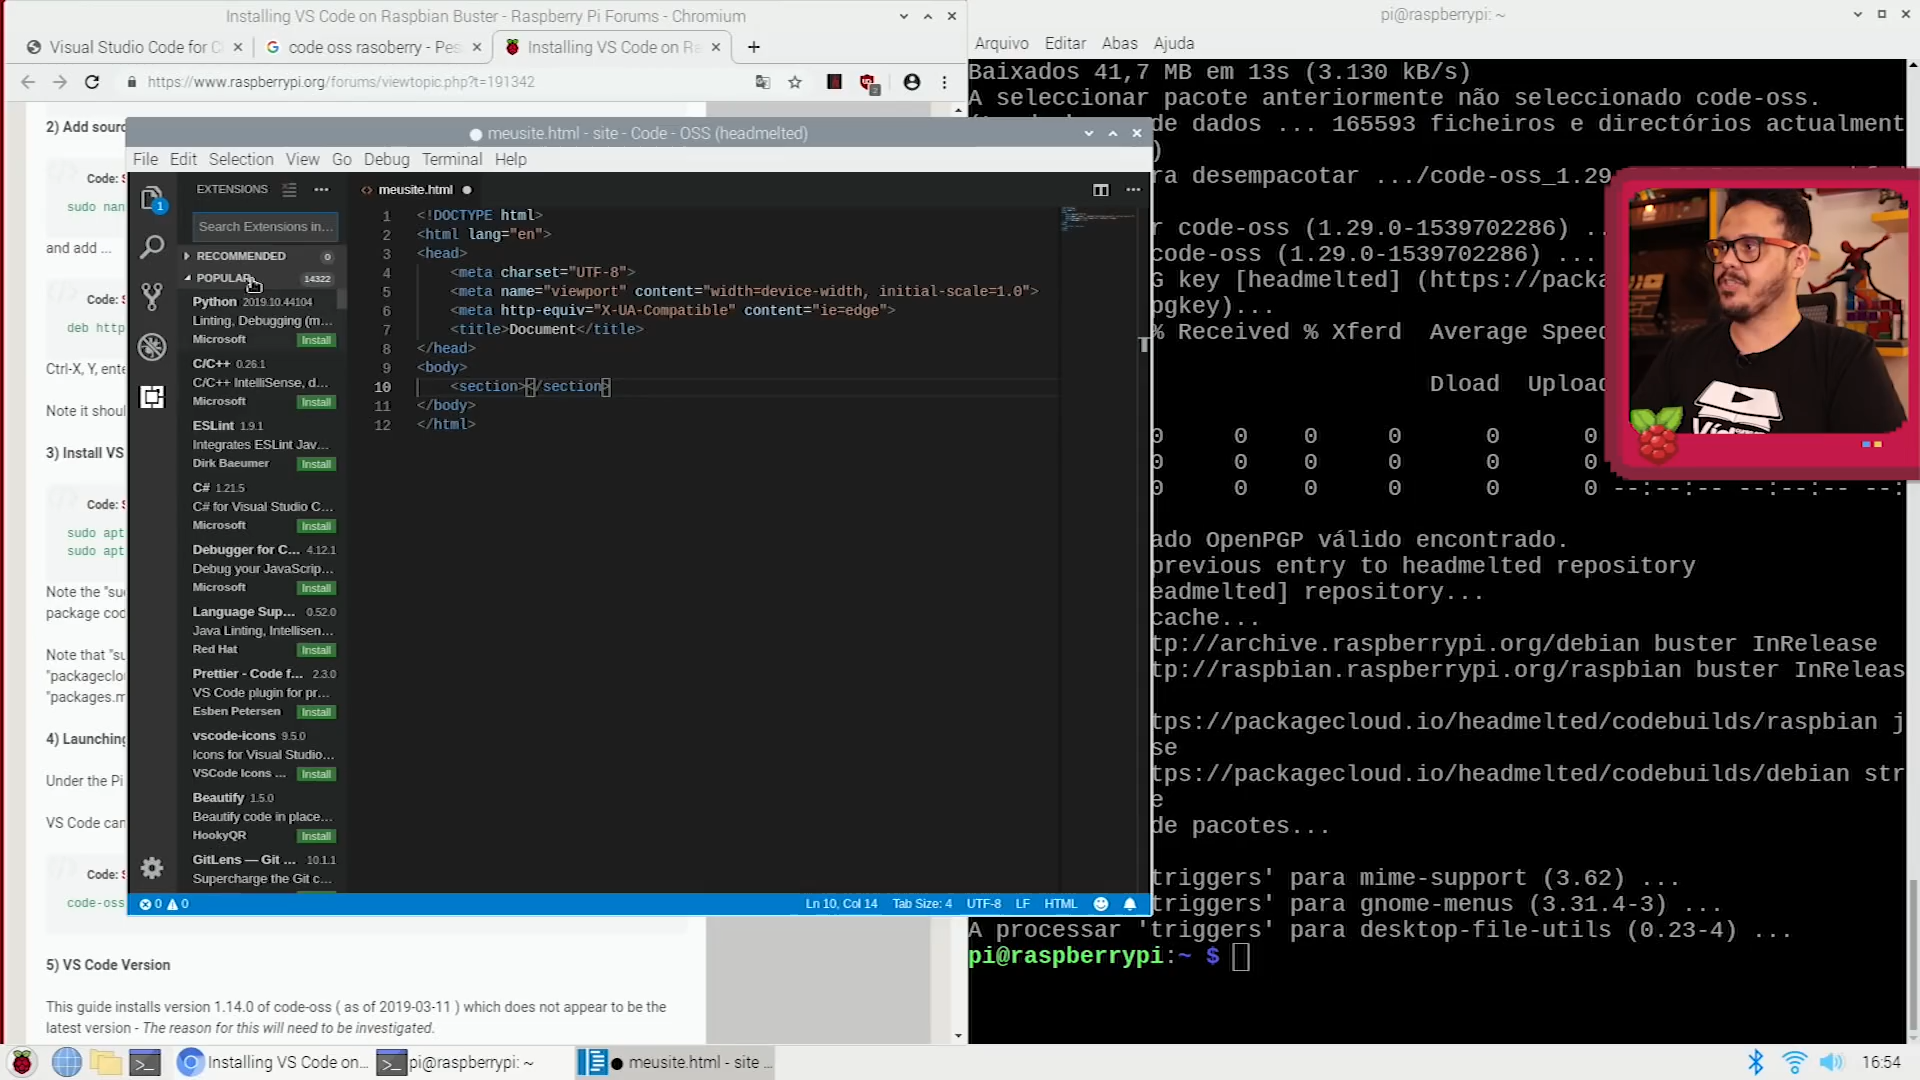 Installing VS Code on Raspbian Buster - Raspberry Pi Forums - Chromium
Visual Studio Code for C
code oss rasoberry - Pes
Installing VS Code on Ra
https://www.raspberrypi.org/forums/viewtopic.php?t=191342
2) Add sourc
Code: S
sudo nan
and add ...
Code: S
deb http
Ctrl-X, Y, ente
Note it shoul
3) Install VS
Code: S
sudo apt
sudo apt
Note the "su
package cod
Note that "su
"packageclou
"packages.m
4) Launching
Under the Pi
VS Code can
Code: S
code-oss
5) VS Code Version
This guide installs version 1.14.0 of code-oss ( as of 2019-03-11 ) which does not appear to be the
latest version - The reason for this will need to be investigated.
meusite.html - site - Code - OSS (headmelted)
File Edit Selection View Go Debug Terminal Help
1
EXTENSIONS
Search Extensions in...
RECOMMENDED 0
POPULAR 14322
Python 2019.10.44104
Linting, Debugging (m...
Microsoft Install
C/C++ 0.26.1
C/C++ IntelliSense, d...
Microsoft Install
ESLint 1.9.1
Integrates ESLint Jav...
Dirk Baeumer Install
C# 1.21.5
C# for Visual Studio C...
Microsoft Install
Debugger for C... 4.12.1
Debug your JavaScrip...
Microsoft Install
Language Sup... 0.52.0
Java Linting, Intellisen...
Red Hat Install
Prettier - Code f... 2.3.0
VS Code plugin for pr...
Esben Petersen Install
vscode-icons 9.5.0
Icons for Visual Studio...
VSCode Icons ... Install
Beautify 1.5.0
Beautify code in place...
HookyQR Install
GitLens — Git ... 10.1.1
Supercharge the Git c...
meusite.html
1 <!DOCTYPE html>
2 <html lang="en">
3 <head>
4 <meta charset="UTF-8">
5 <meta name="viewport" content="width=device-width, initial-scale=1.0">
6 <meta http-equiv="X-UA-Compatible" content="ie=edge">
7 <title>Document</title>
8 </head>
9 <body>
10 <section></section>
11 </body>
12 </html>
0 0 Ln 10, Col 14 Tab Size: 4 UTF-8 LF HTML
pi@raspberrypi: ~
Arquivo Editar Abas Ajuda
Baixados 41,7 MB em 13s (3.130 kB/s)
A seleccionar pacote anteriormente não seleccionado code-oss.
de dados ... 165593 ficheiros e directórios actualment
)
ra desempacotar .../code-oss_1.29
r code-oss (1.29.0-1539702286) ..
code-oss (1.29.0-1539702286) ...
G key [headmelted] (https://packa
pgkey)...
% Received % Xferd Average Speed
Dload Upload
0 0 0 0 0 0
0 0 0 0 0 0
0 0 0 0 0 0 --:--:-- --:--:-- --:
ado OpenPGP válido encontrado.
previous entry to headmelted repository
eadmelted] repository...
cache...
tp://archive.raspberrypi.org/debian buster InRelease
tp://raspbian.raspberrypi.org/raspbian buster InReleas
tps://packagecloud.io/headmelted/codebuilds/raspbian j
se
tps://packagecloud.io/headmelted/codebuilds/debian str
e
de pacotes...
triggers' para mime-support (3.62) ...
triggers' para gnome-menus (3.31.4-3) ...
A processar 'triggers' para desktop-file-utils (0.23-4) ...
pi@raspberrypi:~ $
Installing VS Code on...
pi@raspberrypi: ~
meusite.html - site ...
16:54